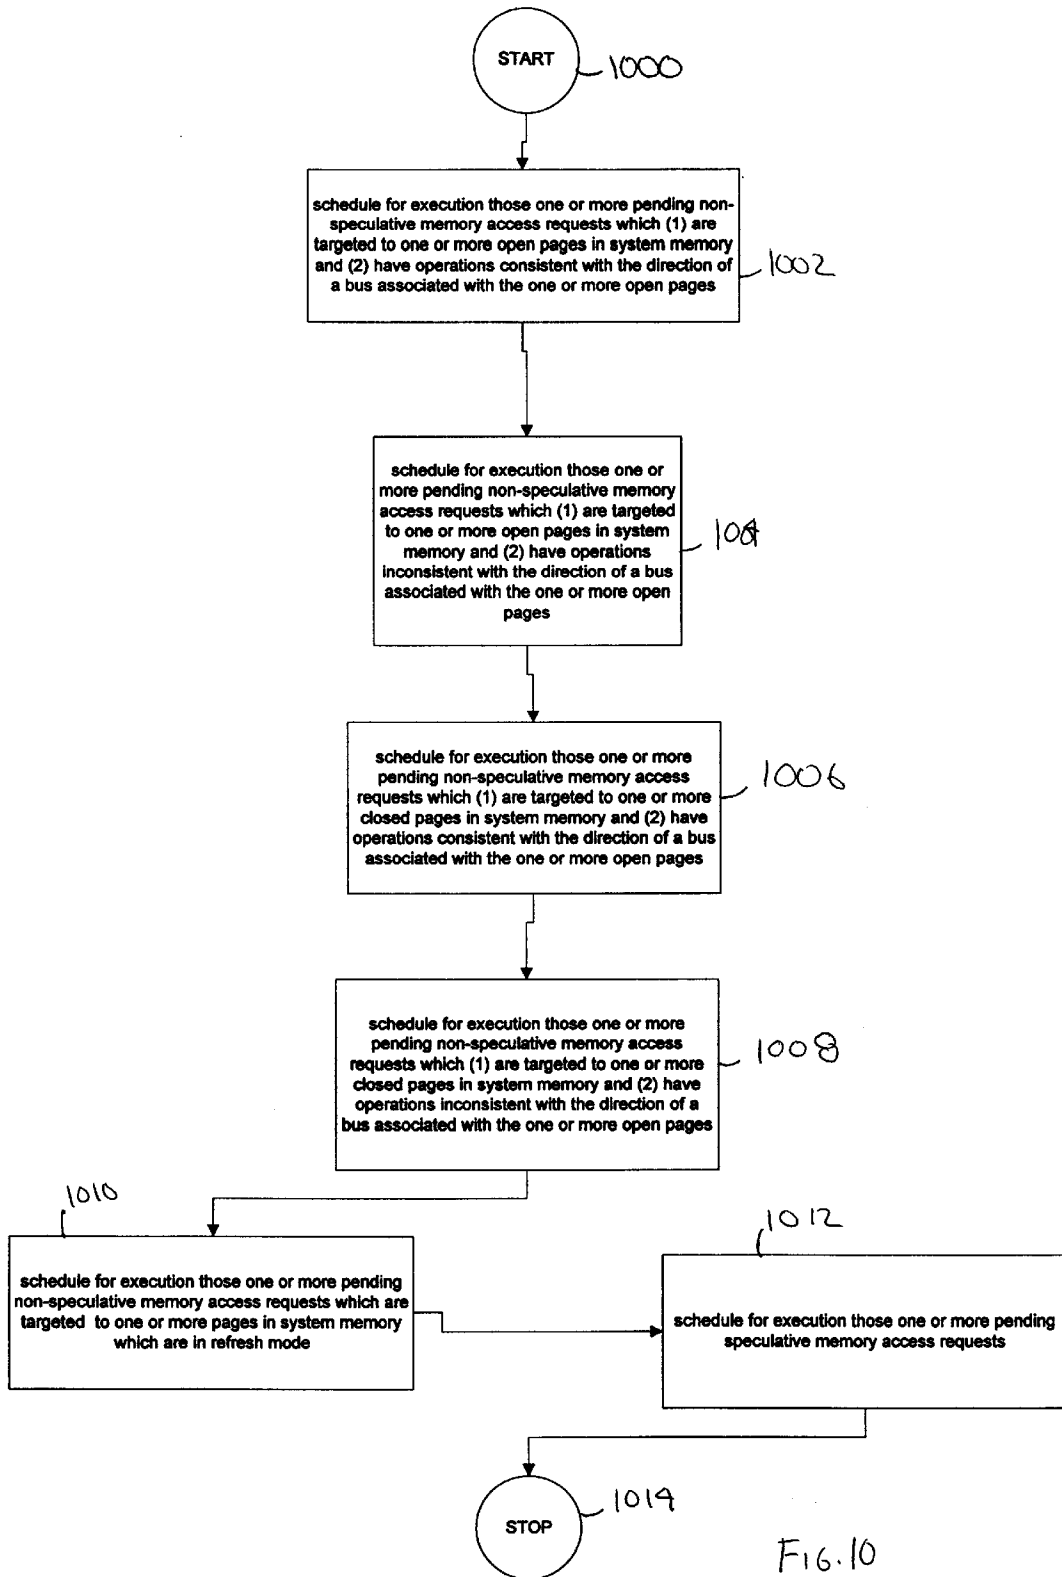 START
1000
schedule for execution those one or more pending non-
speculative memory access requests which (1) are
targeted to one or more open pages in system memory
and (2) have operations consistent with the direction of
a bus associated with the one or more open pages
1002
schedule for execution those one or
more pending non-speculative memory
access requests which (1) are targeted
to one or more open pages in system
memory and (2) have operations
inconsistent with the direction of a bus
associated with the one or more open
pages
1004
schedule for execution those one or more
pending non-speculative memory access
requests which (1) are targeted to one or more
closed pages in system memory and (2) have
operations consistent with the direction of a bus
associated with the one or more open pages
1006
schedule for execution those one or more
pending non-speculative memory access
requests which (1) are targeted to one or more
closed pages in system memory and (2) have
operations inconsistent with the direction of a
bus associated with the one or more open pages
1008
1010
schedule for execution those one or more pending
non-speculative memory access requests which are
targeted to one or more pages in system memory
which are in refresh mode
1012
schedule for execution those one or more pending
speculative memory access requests
STOP
1014
FIG.10